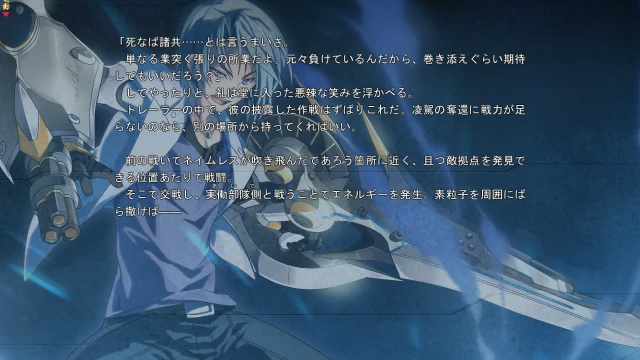 「死なば諸共……とは言うまいさ。
単なる業突く張りの所業だよ。元々負けているんだから、巻き添えぐらい期待
してもいいだろう？」
してやったりと、礼は堂に入った悪辣な笑みを浮かべる。
トレーラーの中で、彼の披露した作戦はずばりこれだ。凌駕の奪還に戦力が足
らないのなら、別の場所から持ってくればいい。
前の戦いでネイムレスが吹き飛んだであろう箇所に近く、且つ敵拠点を発見で
きる位置あたりで戦闘。
そこで交戦し、実働部隊側と戦うことでエネルギーを発生。素粒子を周囲にば
ら撒けば――